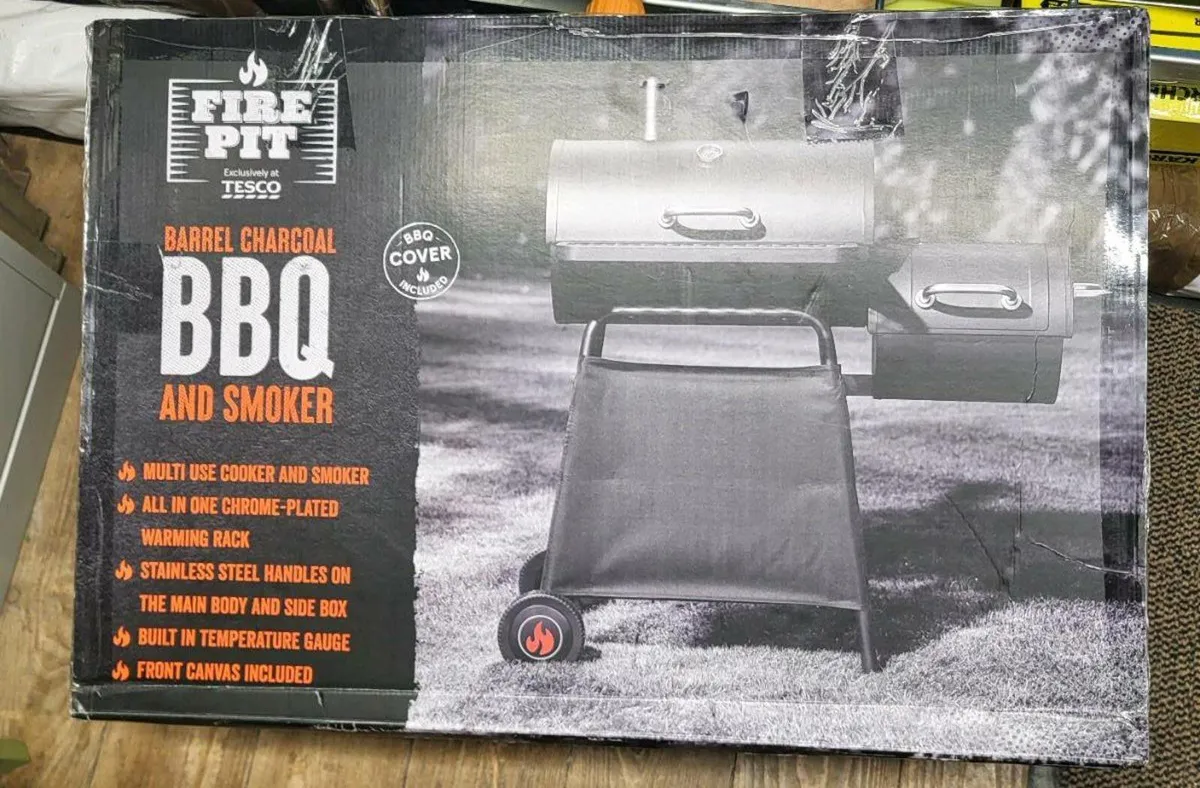 FIRE
PIT
Exclusively at
TESCO
BARREL CHARCOAL
BBQ
AND SMOKER
BBQ
COVER
INCLUDED
MULTI USE COOKER AND SMOKER
ALL IN ONE CHROME-PLATED
WARMING RACK
STAINLESS STEEL HANDLES ON
THE MAIN BODY AND SIDE BOX
BUILT IN TEMPERATURE GAUGE
FRONT CANVAS INCLUDED